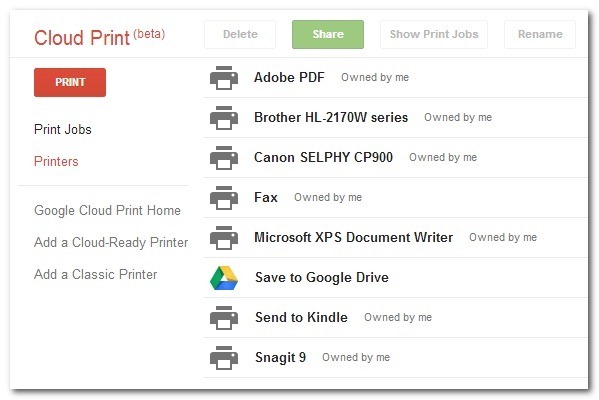 Cloud Print (beta)
Delete
Share
Show Print Jobs
Rename
PRINT
Print Jobs
Printers
Google Cloud Print Home
Add a Cloud-Ready Printer
Add a Classic Printer
Adobe PDF Owned by me
Brother HL-2170W series Owned by me
Canon SELPHY CP900 Owned by me
Fax Owned by me
Microsoft XPS Document Writer Owned by me
Save to Google Drive
Send to Kindle Owned by me
Snagit 9 Owned by me